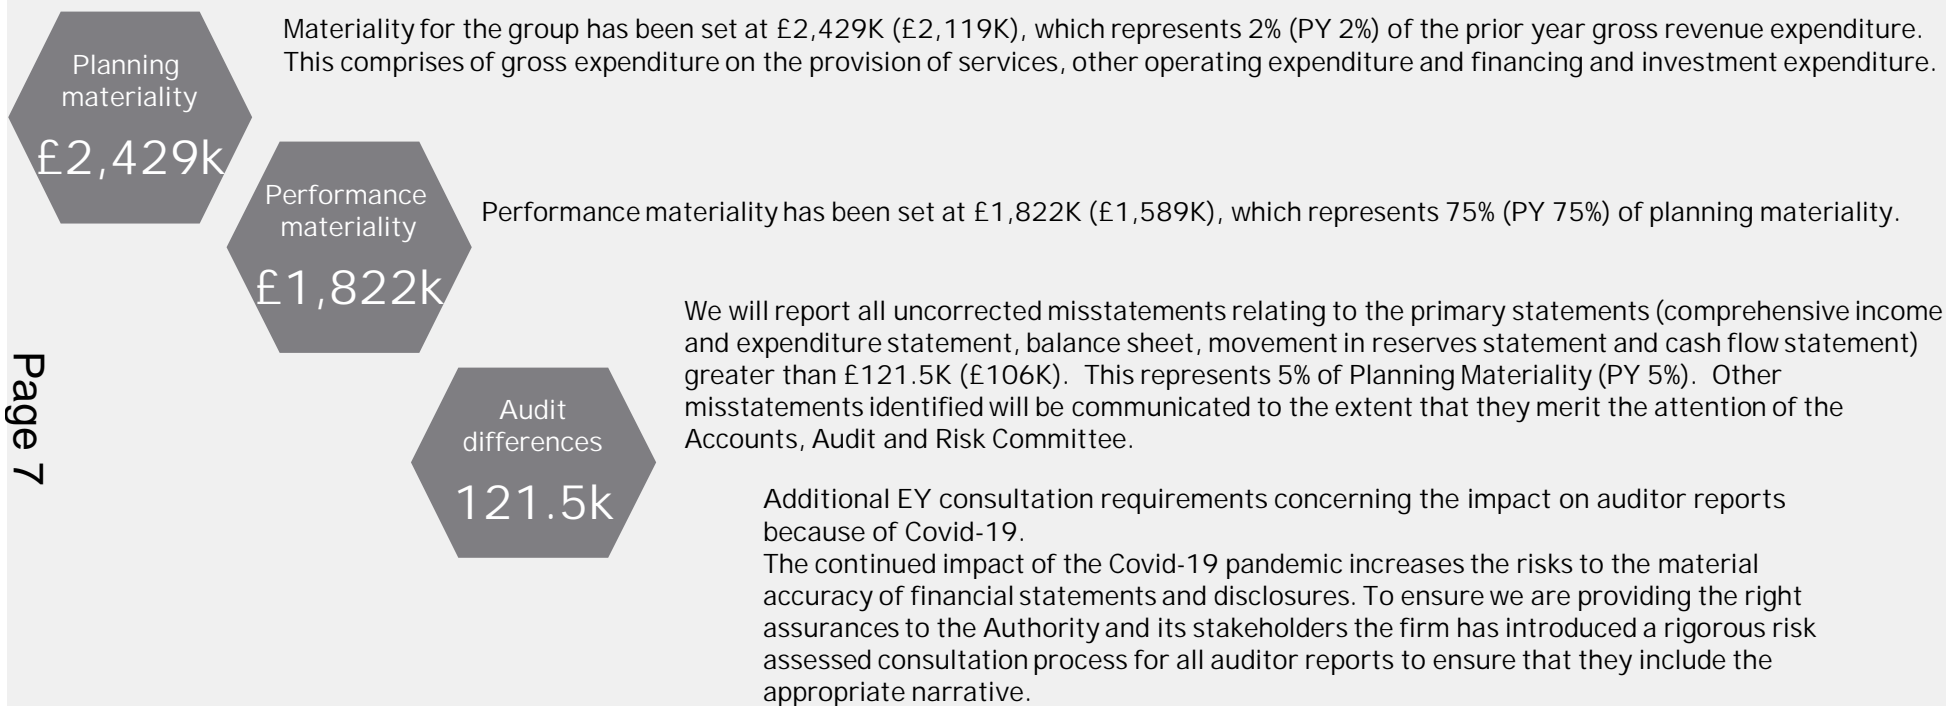 Planning
materiality
£2,429k
Materiality for the group has been set at £2,429K (£2,119K), which represents 2% (PY 2%) of the prior year gross revenue expenditure.
This comprises of gross expenditure on the provision of services, other operating expenditure and financing and investment expenditure.
Performance
materiality
£1,822k
Performance materiality has been set at £1,822K (£1,589K), which represents 75% (PY 75%) of planning materiality.
Audit
differences
121.5k
We will report all uncorrected misstatements relating to the primary statements (comprehensive income
and expenditure statement, balance sheet, movement in reserves statement and cash flow statement)
greater than £121.5K (£106K). This represents 5% of Planning Materiality (PY 5%). Other
misstatements identified will be communicated to the extent that they merit the attention of the
Accounts, Audit and Risk Committee.
Additional EY consultation requirements concerning the impact on auditor reports
because of Covid-19.
The continued impact of the Covid-19 pandemic increases the risks to the material
accuracy of financial statements and disclosures. To ensure we are providing the right
assurances to the Authority and its stakeholders the firm has introduced a rigorous risk
assessed consultation process for all auditor reports to ensure that they include the
appropriate narrative.
Page 7